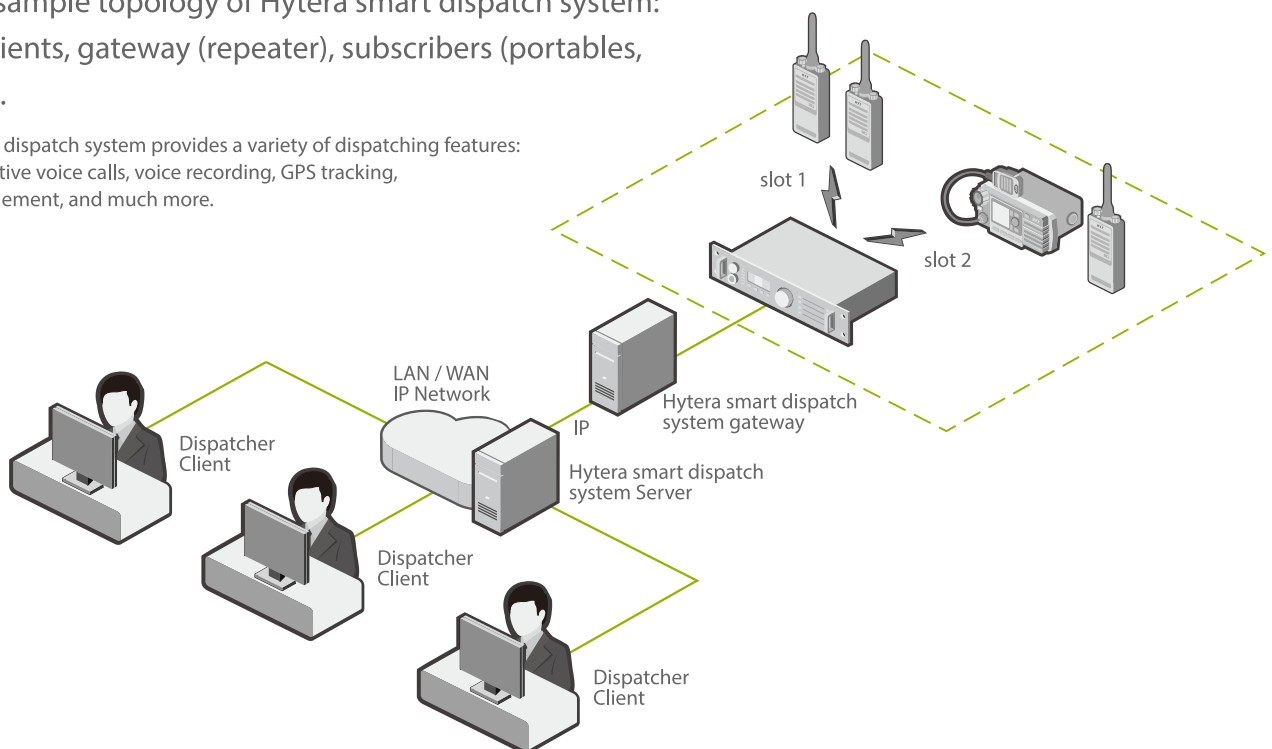 sample topology of Hytera smart dispatch system:
ients, gateway (repeater), subscribers (portables,
.
dispatch system provides a variety of dispatching features:
tive voice calls, voice recording, GPS tracking,
ement, and much more.
slot 1
slot 2
LAN / WAN
IP Network
IP
Hytera smart dispatch
system gateway
Hytera smart dispatch
system Server
Dispatcher
Client
Dispatcher
Client
Dispatcher
Client